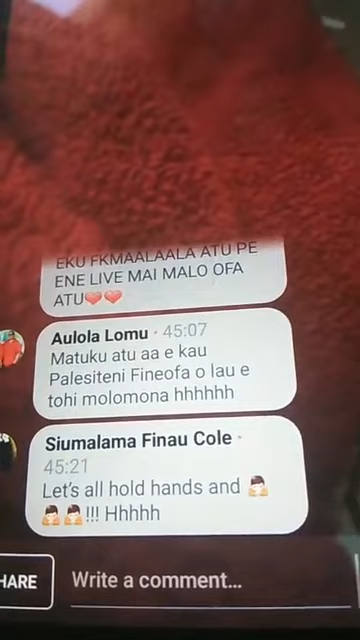 EKU FKMAALAALA ATU PE
ENE LIVE MAI MALO OFA
ATU❤️❤️
Aulola Lomu · 45:07
Matuku atu aa e kau
Palesiteni Fineofa o lau e
tohi molomona hhhhhh
Siumalama Finau Cole ·
45:21
Let's all hold hands and 🙇🏻
🙇🏻🙇🏻!!! Hhhhh
HARE
Write a comment...